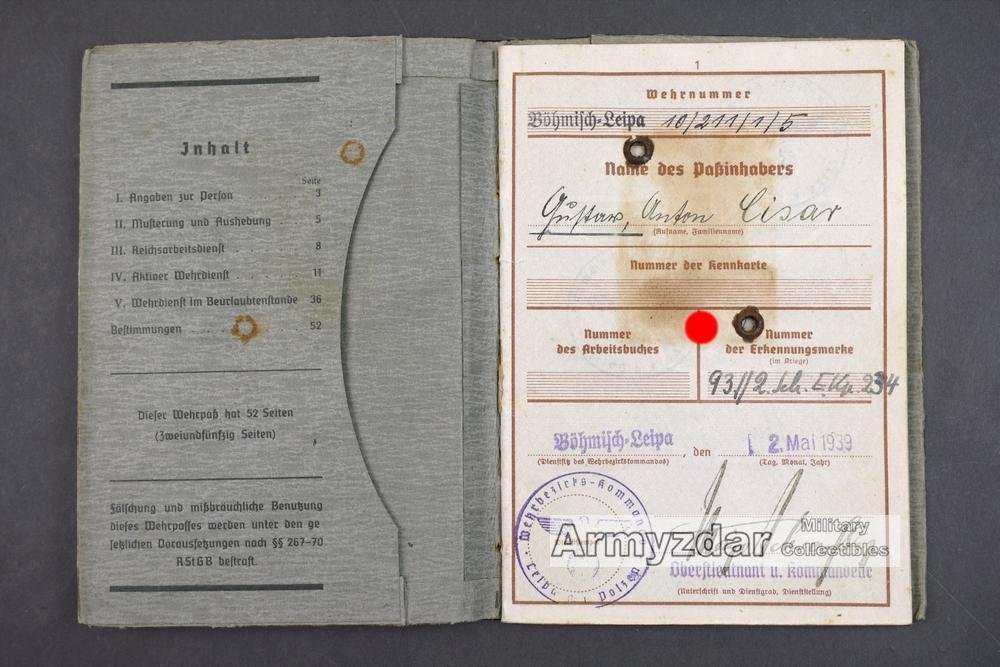 Inhalt
Seite
I. Angaben zur Person . . . . 3
II. Musterung und Aushebung . . 5
III. Reichsarbeitsdienst . . . . 8
IV. Aktiver Wehrdienst . . . . . 11
V. Wehrdienst im Beurlaubtenstande 36
Bestimmungen . . . . . 52
Dieser Wehrpaß hat 52 Seiten
(Zweiundfünfzig Seiten)
Fälschung und mißbräuchliche Benutzung
dieses Wehrpasses werden unter den ge
setzlichen Voraussetzungen nach §§ 267-70
RStGB bestraft.
1
Wehrnummer
Böhmisch-Leipa 10/211/1/5
Name des Paßinhabers
Gustav, Anton Cisar
(Rufname, Familienname)
Nummer der Kennkarte
Nummer
des Arbeitsbuches
Nummer
der Erkennungsmarke
(im Kriege)
234
Böhmisch-Leipa, den 2. Mai 1939
(Dienstsitz des Wehrbezirkskommandos) (Tag, Monat, Jahr)
Wehrbezirks-Komman
Leipa Polzen
Armyzdar Military
Collectibles
Oberstleutnant u. Kommandeur
(Unterschrift und Dienstgrad, Dienststellung)